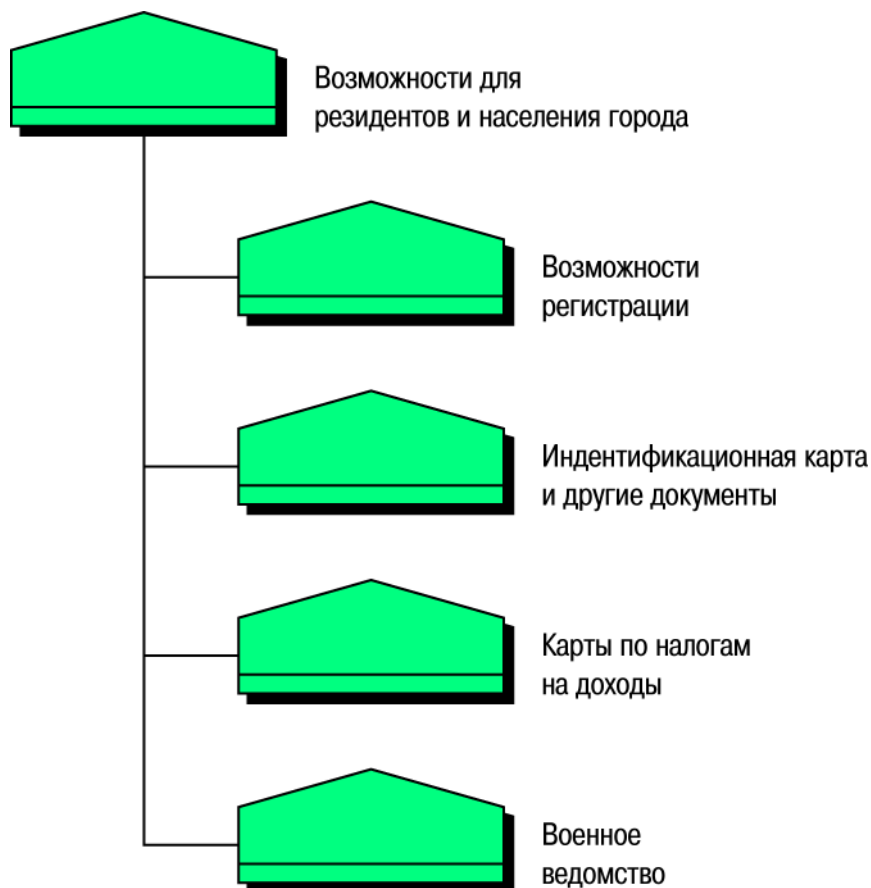 Возможности для
резидентов и населения города
Возможности
регистрации
Индентификационная карта
и другие документы
Карты по налогам
на доходы
Военное
ведомство